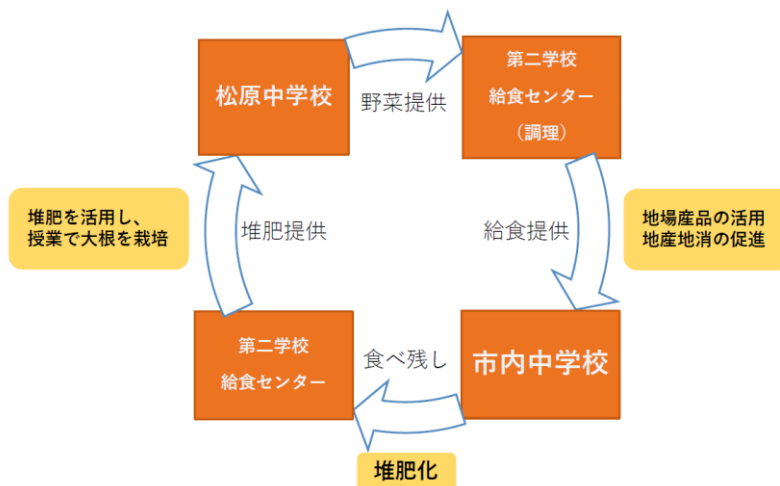 松原中学校
野菜提供
第二学校
給食センター
（調理）
堆肥を活用し、
授業で大根を栽培
堆肥提供
給食提供
地場産品の活用
地産地消の促進
第二学校
給食センター
食べ残し
市内中学校
堆肥化